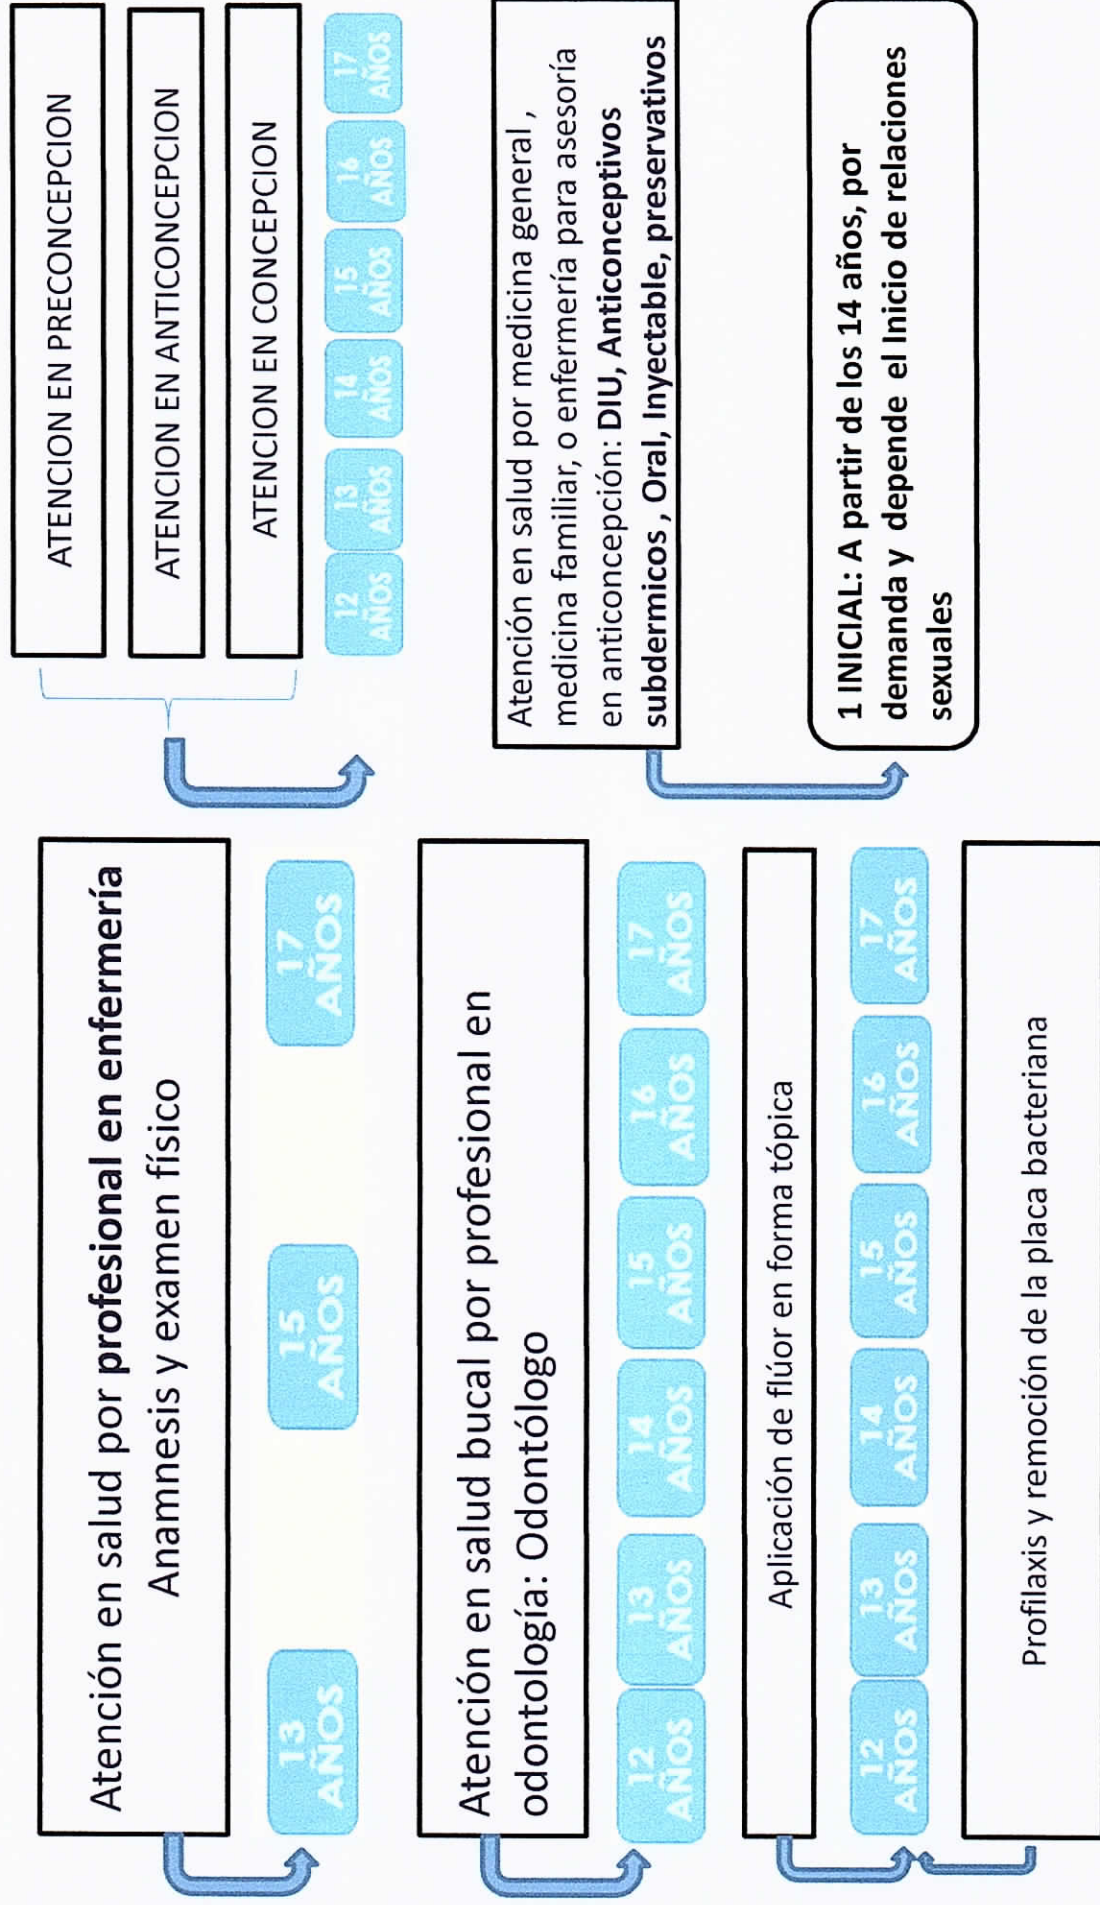 Atención en salud por profesional en enfermería
Anamnesis y examen físico
13
AÑOS
15
AÑOS
17
AÑOS
Atención en salud bucal por profesional en
odontología: Odontólogo
12
AÑOS
13
AÑOS
14
AÑOS
15
AÑOS
16
AÑOS
17
AÑOS
Aplicación de flúor en forma tópica
12
AÑOS
13
AÑOS
14
AÑOS
15
AÑOS
16
AÑOS
17
AÑOS
Profilaxis y remoción de la placa bacteriana
ATENCION EN PRECONCEPCION
ATENCION EN ANTICONCEPCION
ATENCION EN CONCEPCION
12
AÑOS
13
AÑOS
14
AÑOS
15
AÑOS
16
AÑOS
17
AÑOS
Atención en salud por medicina general ,
medicina familiar, o enfermería para asesoría
en anticoncepción: DIU, Anticonceptivos
subdermicos , Oral, Inyectable, preservativos
1 INICIAL: A partir de los 14 años, por
demanda y depende el Inicio de relaciones
sexuales